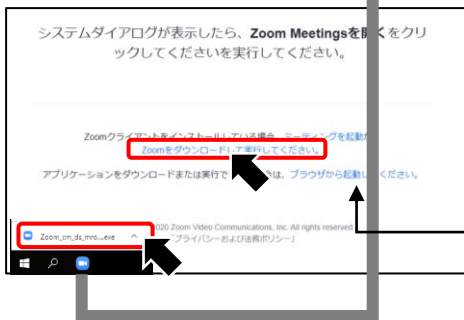 システムダイアログが表示したら、Zoom Meetingsを開くをクリ
ックしてくださいを実行してください。
Zoomクライアントをインストールしている場合、ミーティングを起動
Zoomをダウンロードして実行してください。
アプリケーションをダウンロードまたは実行で は、ブラウザから起動してください。
2020 Zoom Video Communications, Inc. All rights reserved.
「プライバシーおよび法務ポリシー」
Zoom_cm_ds_mro....exe